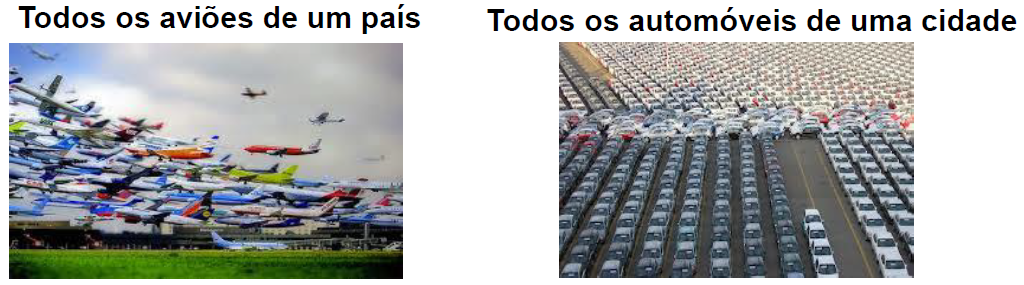 Todos os aviões de um país
Todos os automóveis de uma cidade